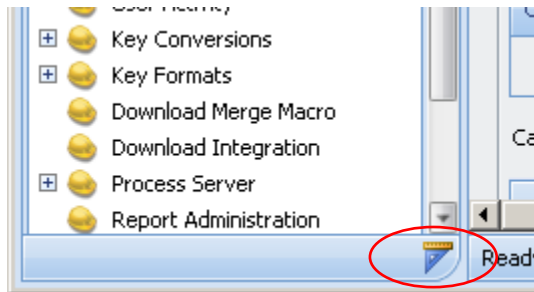 Key Conversions
Key Formats
Download Merge Macro
Download Integration
Process Server
Report Administration